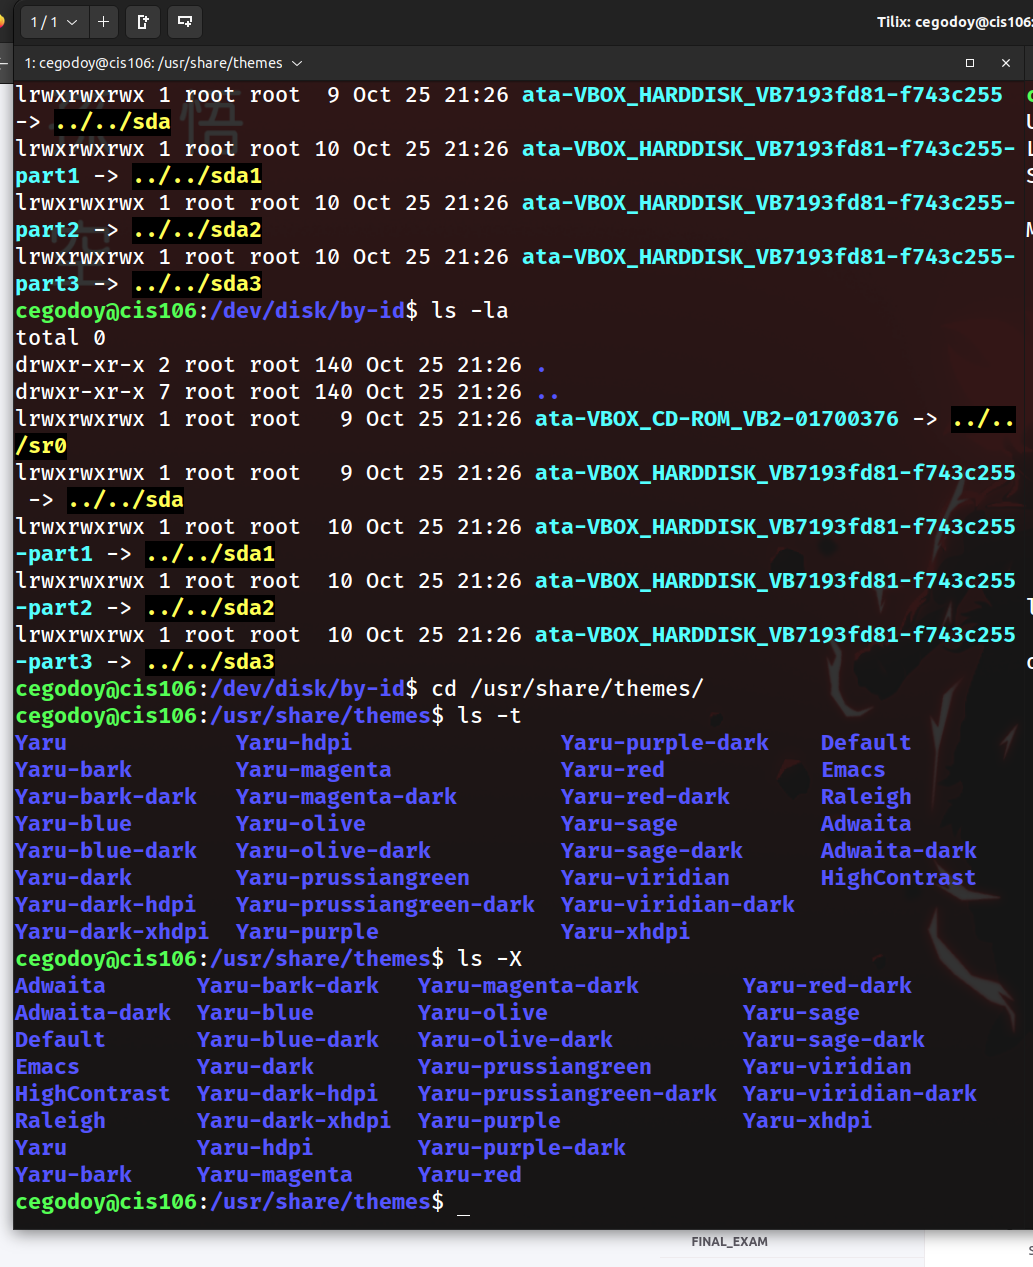 1 / 1
Tilix: cegodoy@cis106:
1: cegodoy@cis106: /usr/share/themes
lrwxrwxrwx 1 root root  9 Oct 25 21:26 ata-VBOX_HARDDISK_VB7193fd81-f743c255
-> ../../sda
lrwxrwxrwx 1 root root 10 Oct 25 21:26 ata-VBOX_HARDDISK_VB7193fd81-f743c255-
part1 -> ../../sda1
lrwxrwxrwx 1 root root 10 Oct 25 21:26 ata-VBOX_HARDDISK_VB7193fd81-f743c255-
part2 -> ../../sda2
lrwxrwxrwx 1 root root 10 Oct 25 21:26 ata-VBOX_HARDDISK_VB7193fd81-f743c255-
part3 -> ../../sda3
悟
空
cegodoy@cis106:/dev/disk/by-id$ ls -la
total 0
drwxr-xr-x 2 root root 140 Oct 25 21:26 .
drwxr-xr-x 7 root root 140 Oct 25 21:26 ..
lrwxrwxrwx 1 root root   9 Oct 25 21:26 ata-VBOX_CD-ROM_VB2-01700376 -> ../..
/sr0
lrwxrwxrwx 1 root root   9 Oct 25 21:26 ata-VBOX_HARDDISK_VB7193fd81-f743c255
 -> ../../sda
lrwxrwxrwx 1 root root  10 Oct 25 21:26 ata-VBOX_HARDDISK_VB7193fd81-f743c255
-part1 -> ../../sda1
lrwxrwxrwx 1 root root  10 Oct 25 21:26 ata-VBOX_HARDDISK_VB7193fd81-f743c255
-part2 -> ../../sda2
lrwxrwxrwx 1 root root  10 Oct 25 21:26 ata-VBOX_HARDDISK_VB7193fd81-f743c255
-part3 -> ../../sda3
cegodoy@cis106:/dev/disk/by-id$ cd /usr/share/themes/
cegodoy@cis106:/usr/share/themes$ ls -t
Yaru             Yaru-hdpi                Yaru-purple-dark    Default
Yaru-bark        Yaru-magenta             Yaru-red            Emacs
Yaru-bark-dark   Yaru-magenta-dark        Yaru-red-dark       Raleigh
Yaru-blue        Yaru-olive               Yaru-sage           Adwaita
Yaru-blue-dark   Yaru-olive-dark          Yaru-sage-dark      Adwaita-dark
Yaru-dark        Yaru-prussiangreen       Yaru-viridian       HighContrast
Yaru-dark-hdpi   Yaru-prussiangreen-dark  Yaru-viridian-dark
Yaru-dark-xhdpi  Yaru-purple              Yaru-xhdpi
cegodoy@cis106:/usr/share/themes$ ls -X
Adwaita       Yaru-bark-dark   Yaru-magenta-dark        Yaru-red-dark
Adwaita-dark  Yaru-blue        Yaru-olive               Yaru-sage
Default       Yaru-blue-dark   Yaru-olive-dark          Yaru-sage-dark
Emacs         Yaru-dark        Yaru-prussiangreen       Yaru-viridian
HighContrast  Yaru-dark-hdpi   Yaru-prussiangreen-dark  Yaru-viridian-dark
Raleigh       Yaru-dark-xhdpi  Yaru-purple              Yaru-xhdpi
Yaru          Yaru-hdpi        Yaru-purple-dark
Yaru-bark     Yaru-magenta     Yaru-red
cegodoy@cis106:/usr/share/themes$ _
FINAL_EXAM